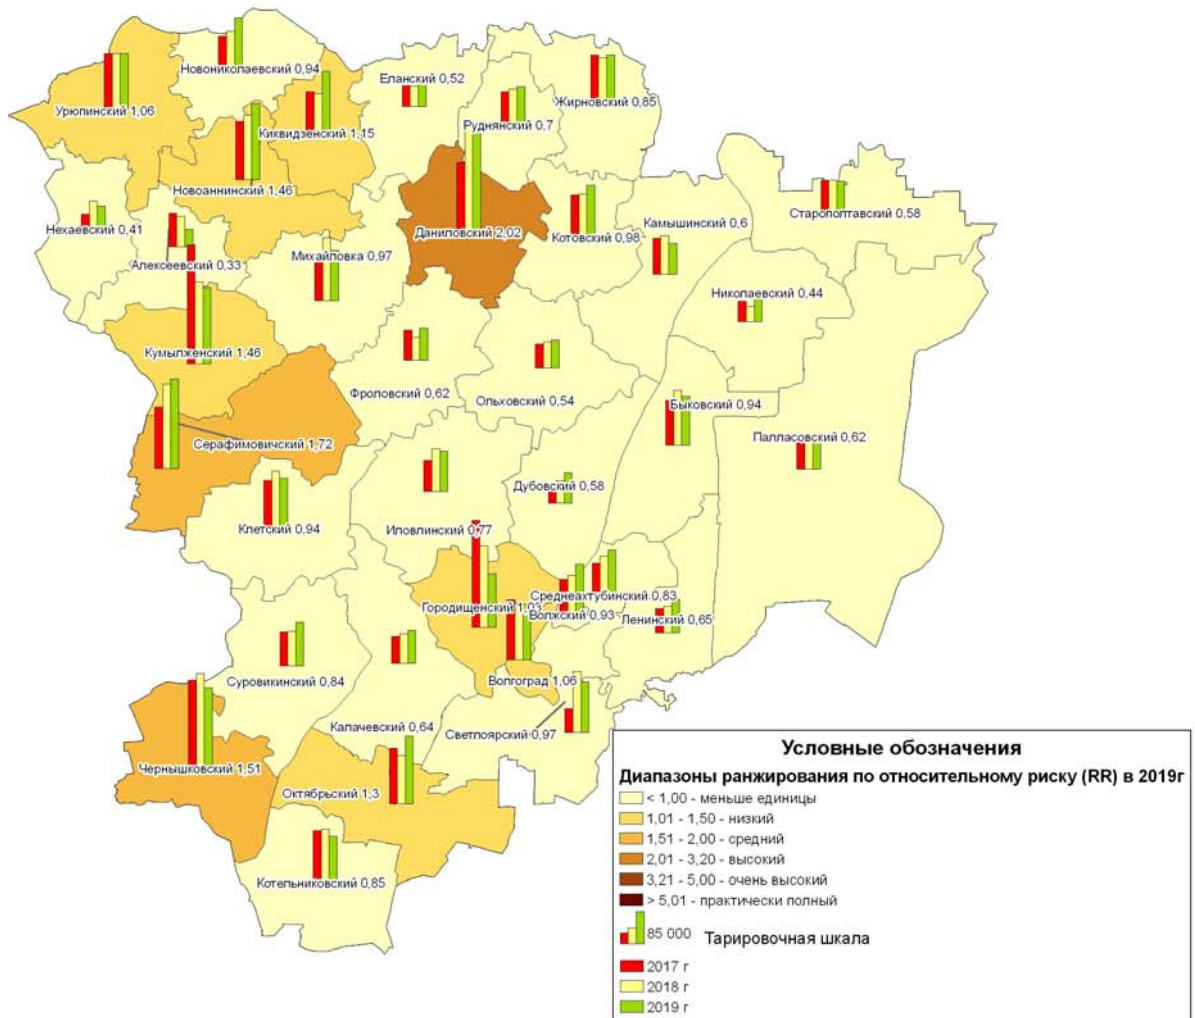 Новониколаевский 0,94
Еланский 0,52
Жирновский 0,85
Урюпинский 1,06
Руднянский 0,7
Киквидзенский 1,15
Новоаннинский 1,46
Старополтавский 0,58
Нехаевский 0,41
Камышинский 0,6
Даниловский 2,02
Котовский 0,98
Алексеевский 0,33
Михайловка 0,97
Николаевский 0,44
Кумылженский 1,46
Фроловский 0,62
Ольховский 0,54
Быковский 0,94
Серафимовичский 1,72
Палласовский 0,62
Дубовский 0,58
Клетский 0,94
Иловлинский 0,77
Среднеахтубинский 0,83
Городищенский 1,03
Волжский 0,93
Ленинский 0,65
Суровикинский 0,84
Волгоград 1,06
Калачевский 0,64
Светлоярский 0,97
Чернышковский 1,51
Октябрьский 1,3
Котельниковский 0,85
Условные обозначения
Диапазоны ранжирования по относительному риску (RR) в 2019г
< 1,00 - меньше единицы
1,01 - 1,50 - низкий
1,51 - 2,00 - средний
2,01 - 3,20 - высокий
3,21 - 5,00 - очень высокий
> 5,01 - практически полный
85 000 Тарировочная шкала
2017 г
2018 г
2019 г